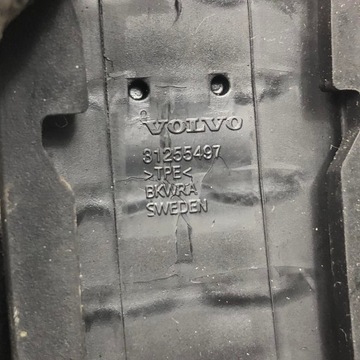 VOLVO
31255497
>TPE<
BKWRA
SWEDEN